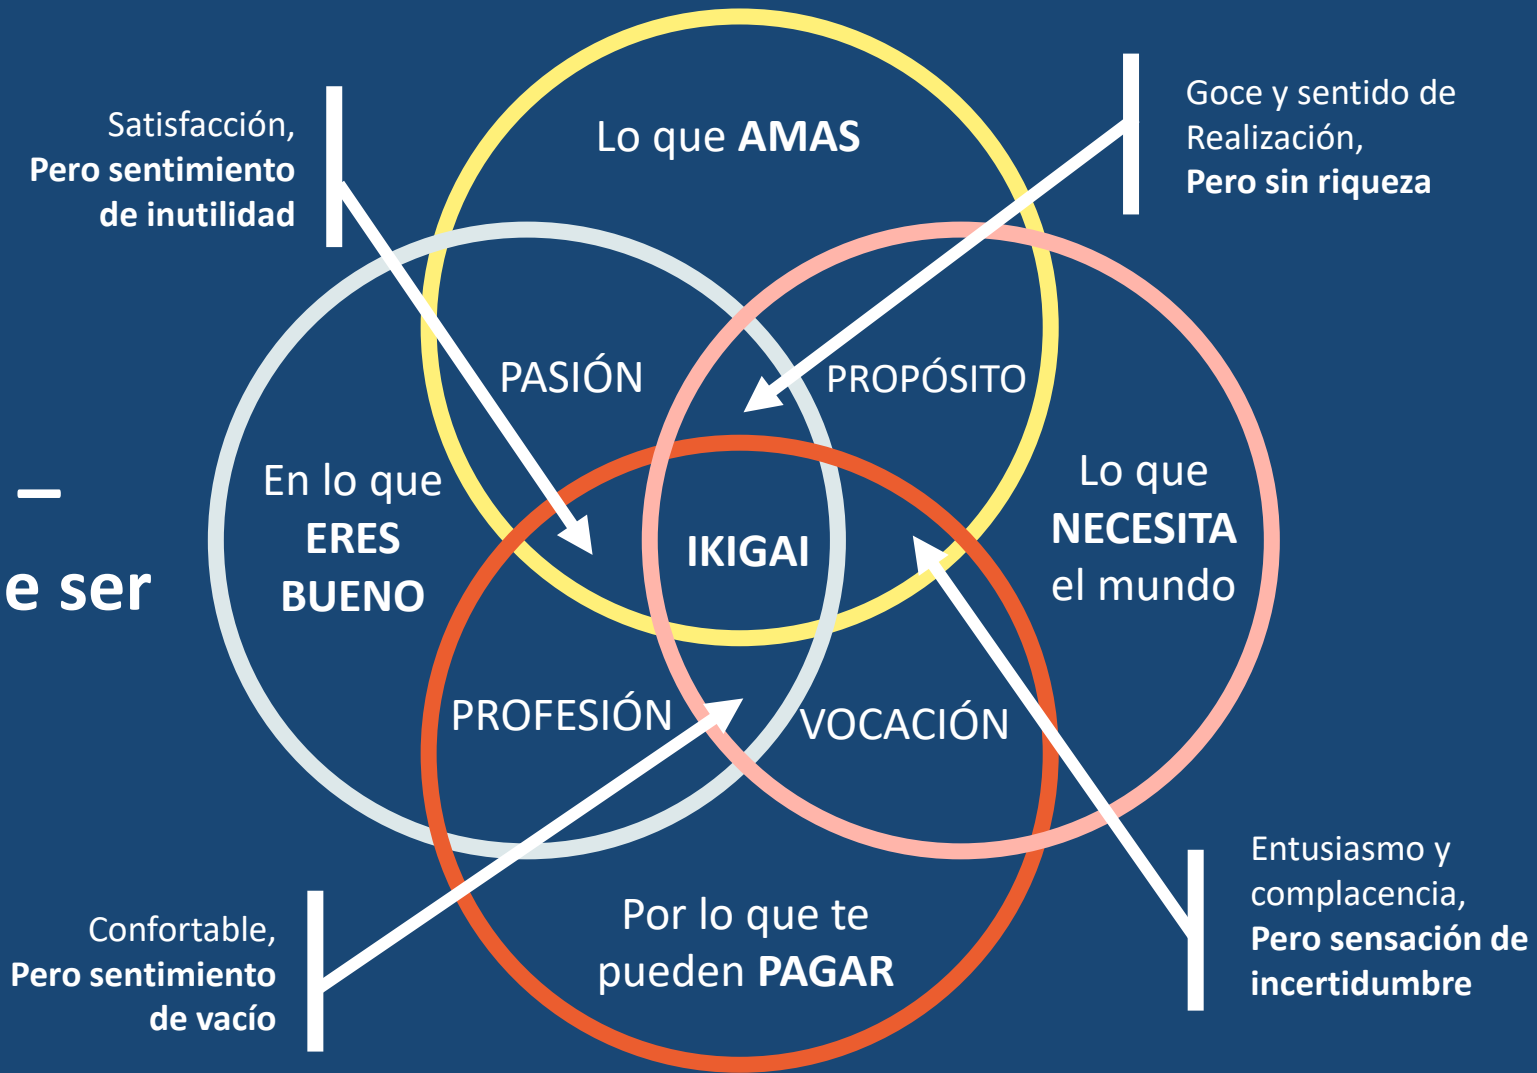 Lo que AMAS
Satisfacción,
Pero sentimiento
de inutilidad
Goce y sentido de
Realización,
Pero sin riqueza
PASIÓN
PROPÓSITO
–
e ser
En lo que
ERES
BUENO
IKIGAI
Lo que
NECESITA
el mundo
PROFESIÓN
VOCACIÓN
Confortable,
Pero sentimiento
de vacío
Por lo que te
pueden PAGAR
Entusiasmo y
complacencia,
Pero sensación de
incertidumbre